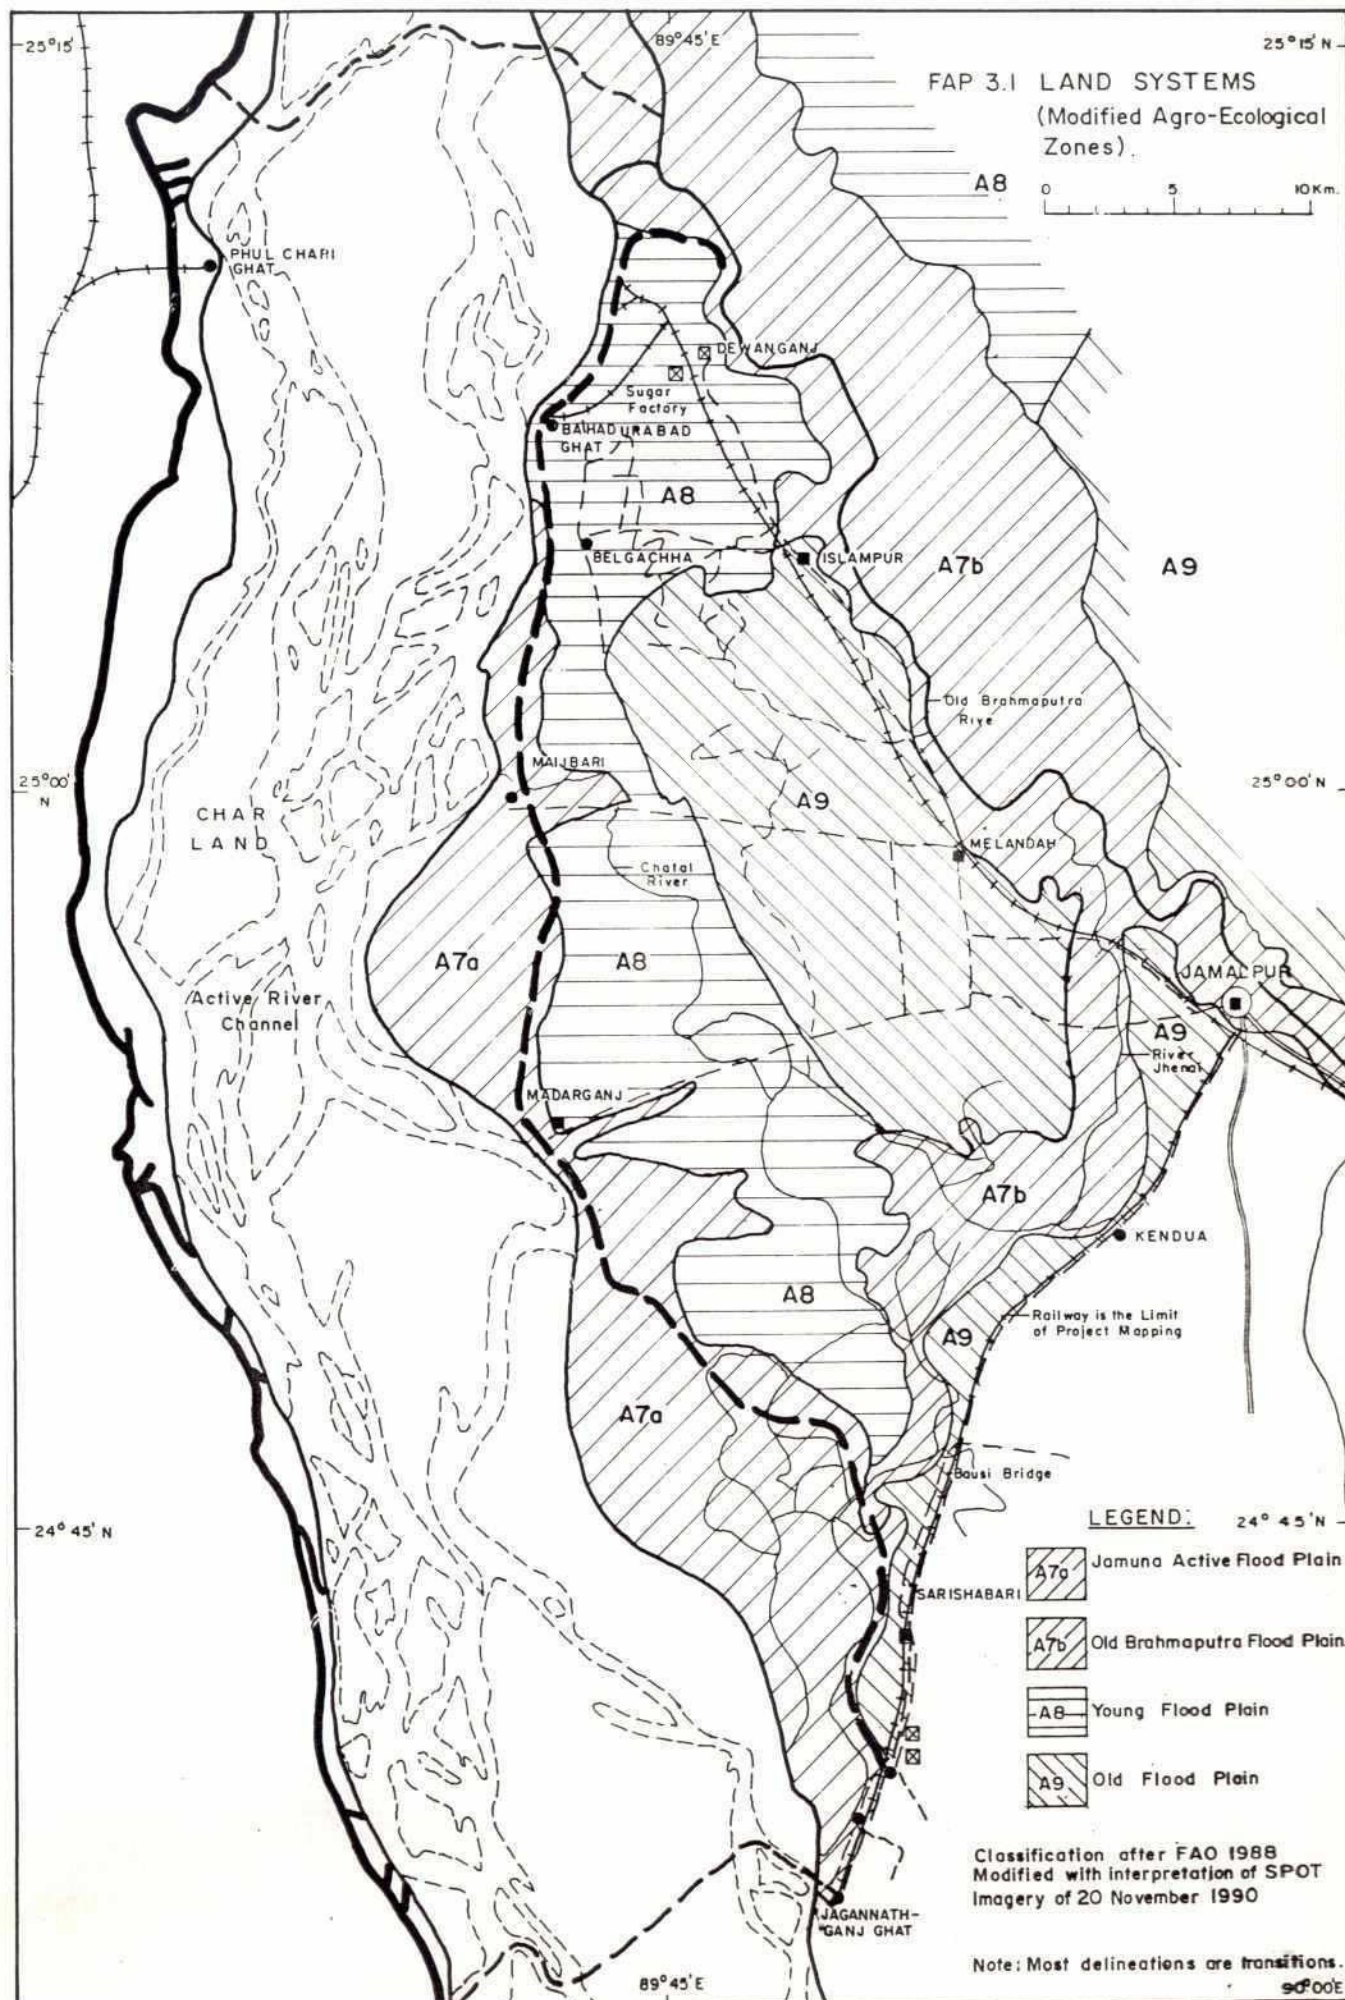 25°15'
89°45'E
25°15'N
FAP 3.1 LAND SYSTEMS
(Modified Agro-Ecological
Zones).
A8
0 5 10Km.
PHUL CHARI
GHAT
DEWANGANJ
Sugar
Factory
BAHADURABAD
GHAT
A8
BELGACHHA
ISLAMPUR
A7b
A9
Old Brahmaputra
Rive
MAIJBARI
25°00'
N
25°00'N
CHAR
LAND
A9
MELANDAH
Chatal
River
A7a
A8
JAMALPUR
Active River
Channel
A9
River
Jhenai
MADARGANJ
A7b
KENDUA
A8
Railway is the Limit
of Project Mapping
A9
A7a
Bausi Bridge
24°45'N
LEGEND:
24°45'N
A7a Jamuna Active Flood Plain
SARISHABARI
A7b Old Brahmaputra Flood Plain
A8 Young Flood Plain
A9 Old Flood Plain
Classification after FAO 1988
Modified with interpretation of SPOT
Imagery of 20 November 1990
JAGANNATH-
GANJ GHAT
Note: Most delineations are transitions.
89°45'E
90°00'E